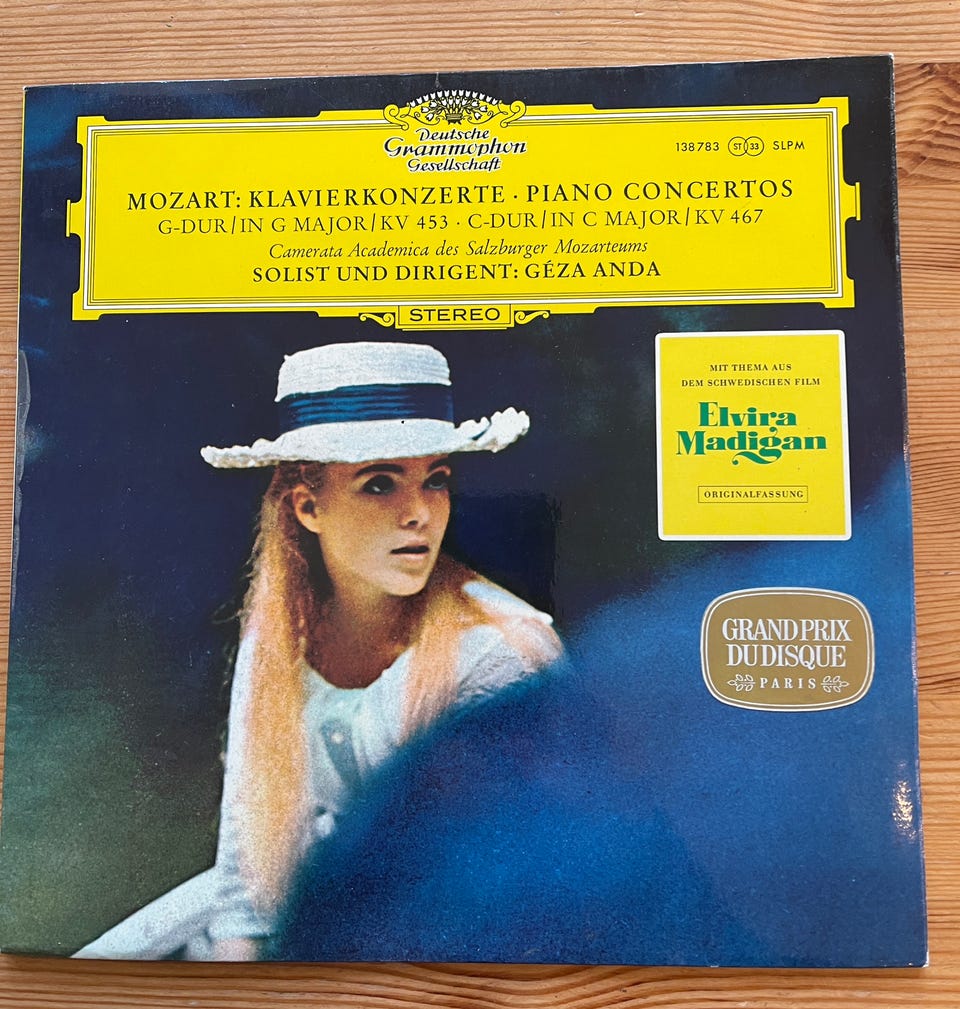 Deutsche
Grammophon
Gesellschaft
138 783 ST 33 SLPM
MOZART: KLAVIERKONZERTE · PIANO CONCERTOS
G-DUR/IN G MAJOR/KV 453 · C-DUR/IN C MAJOR/KV 467
Camerata Academica des Salzburger Mozarteums
SOLIST UND DIRIGENT: GÉZA ANDA
STEREO
MIT THEMA AUS
DEM SCHWEDISCHEN FILM
Elvira
Madigan
ORIGINALFASSUNG
GRAND PRIX
DU DISQUE
PARIS